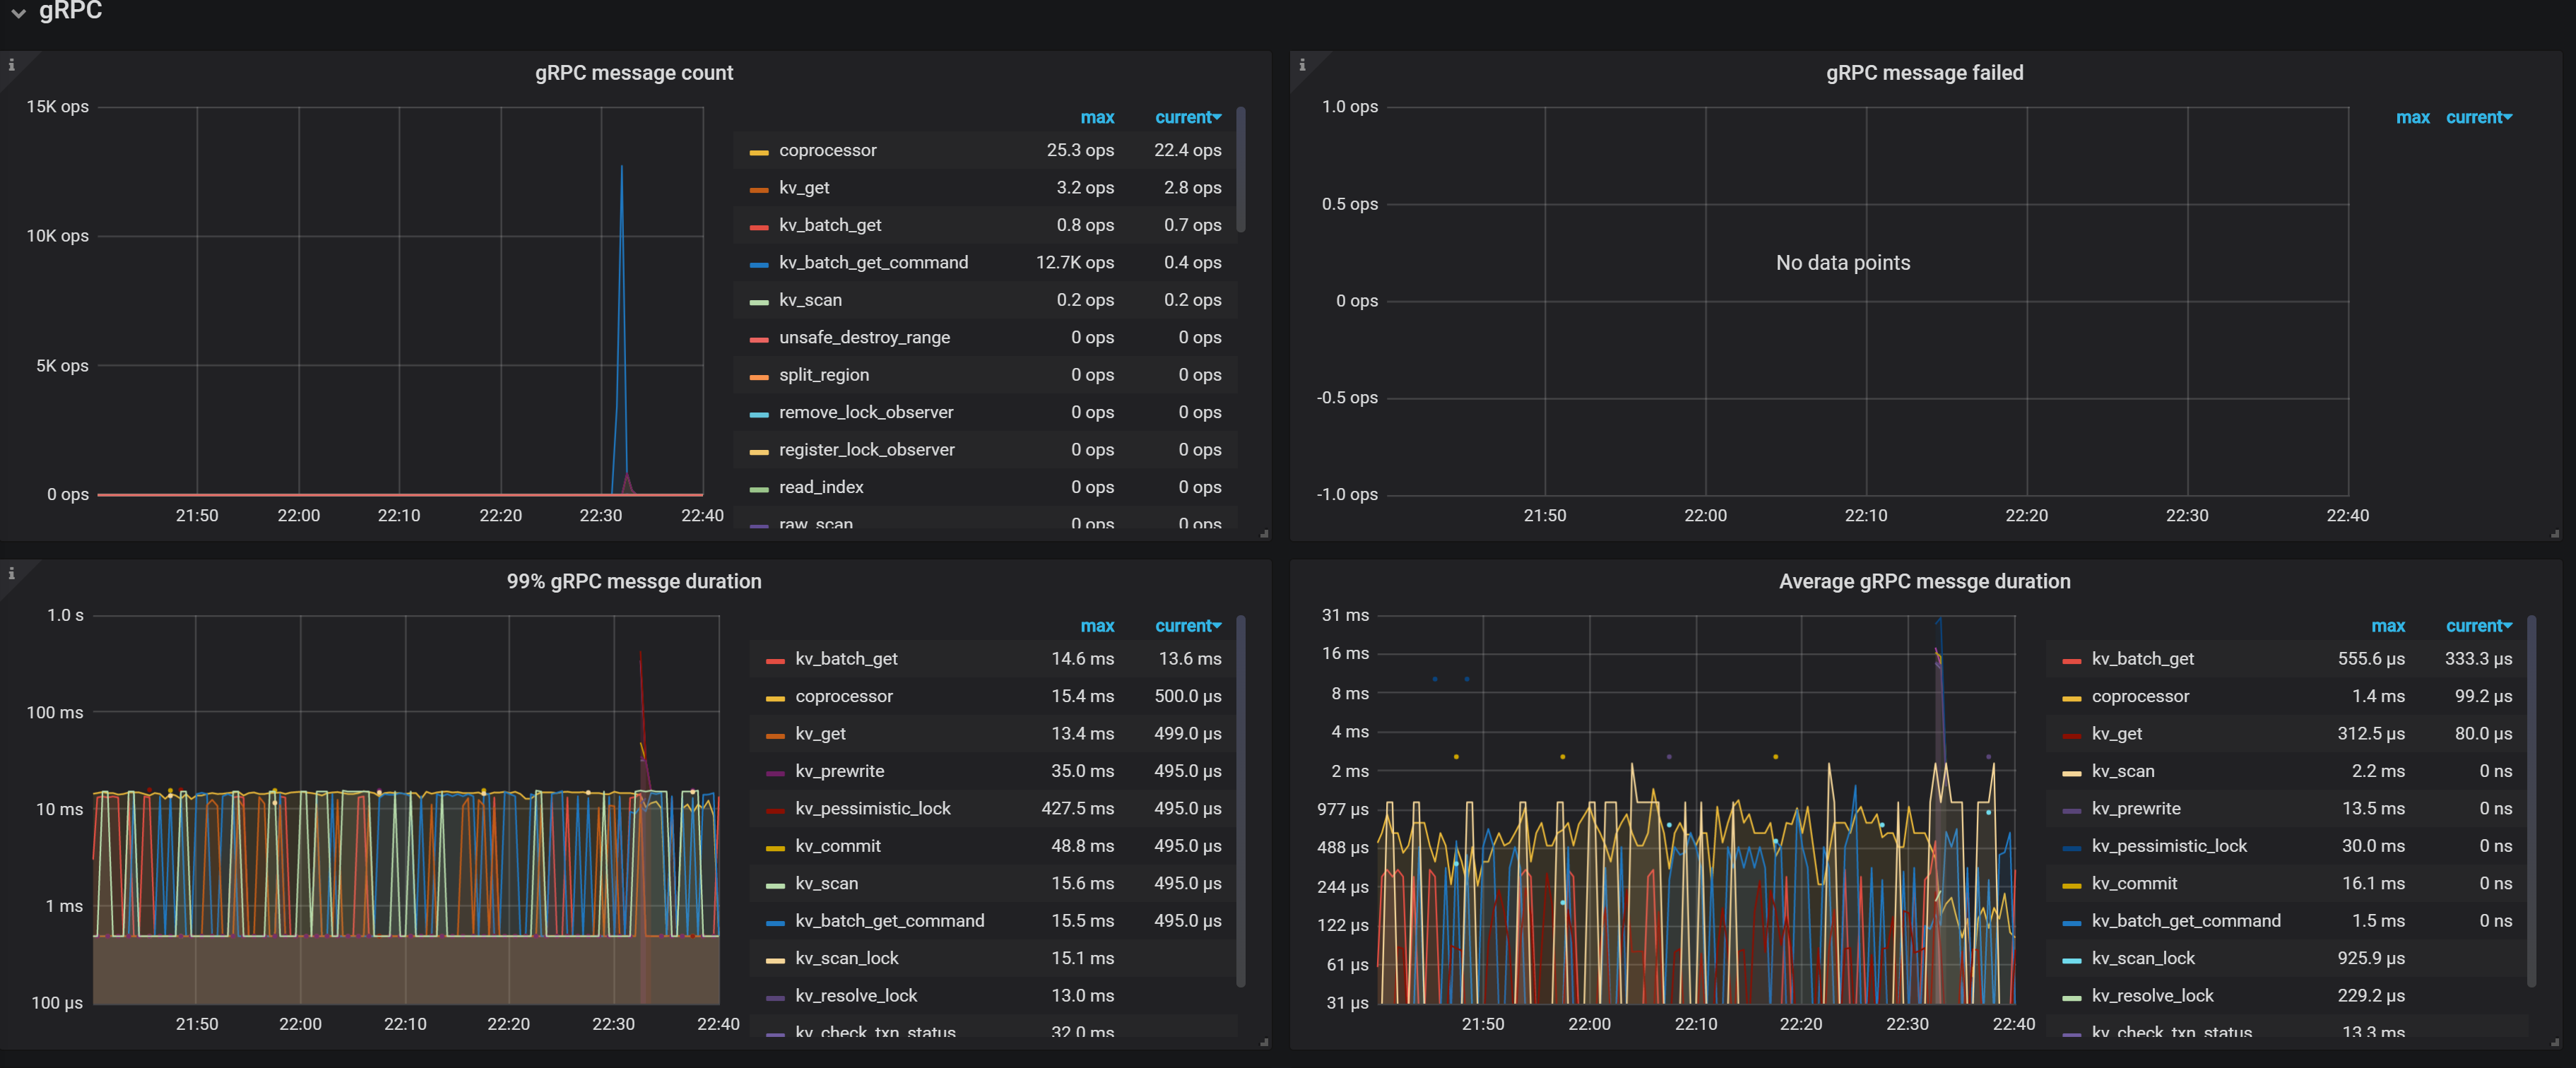 gRPC
gRPC message count
15K ops
10K ops
5K ops
0 ops
21:50 22:00 22:10 22:20 22:30 22:40
max current
coprocessor 25.3 ops 22.4 ops
kv_get 3.2 ops 2.8 ops
kv_batch_get 0.8 ops 0.7 ops
kv_batch_get_command 12.7K ops 0.4 ops
kv_scan 0.2 ops 0.2 ops
unsafe_destroy_range 0 ops 0 ops
split_region 0 ops 0 ops
remove_lock_observer 0 ops 0 ops
register_lock_observer 0 ops 0 ops
read_index 0 ops 0 ops
raw_scan 0 ops 0 ops
gRPC message failed
1.0 ops
0.5 ops
0 ops
-0.5 ops
-1.0 ops
No data points
21:50 22:00 22:10 22:20 22:30 22:40
max current
99% gRPC messge duration
1.0 s
100 ms
10 ms
1 ms
100 µs
21:50 22:00 22:10 22:20 22:30 22:40
max current
kv_batch_get 14.6 ms 13.6 ms
coprocessor 15.4 ms 500.0 µs
kv_get 13.4 ms 499.0 µs
kv_prewrite 35.0 ms 495.0 µs
kv_pessimistic_lock 427.5 ms 495.0 µs
kv_commit 48.8 ms 495.0 µs
kv_scan 15.6 ms 495.0 µs
kv_batch_get_command 15.5 ms 495.0 µs
kv_scan_lock 15.1 ms
kv_resolve_lock 13.0 ms
kv_check_txn_status 32.0 ms
Average gRPC messge duration
31 ms
16 ms
8 ms
4 ms
2 ms
977 µs
488 µs
244 µs
122 µs
61 µs
31 µs
21:50 22:00 22:10 22:20 22:30 22:40
max current
kv_batch_get 555.6 µs 333.3 µs
coprocessor 1.4 ms 99.2 µs
kv_get 312.5 µs 80.0 µs
kv_scan 2.2 ms 0 ns
kv_prewrite 13.5 ms 0 ns
kv_pessimistic_lock 30.0 ms 0 ns
kv_commit 16.1 ms 0 ns
kv_batch_get_command 1.5 ms 0 ns
kv_scan_lock 925.9 µs
kv_resolve_lock 229.2 µs
kv_check_txn_status 13.3 ms